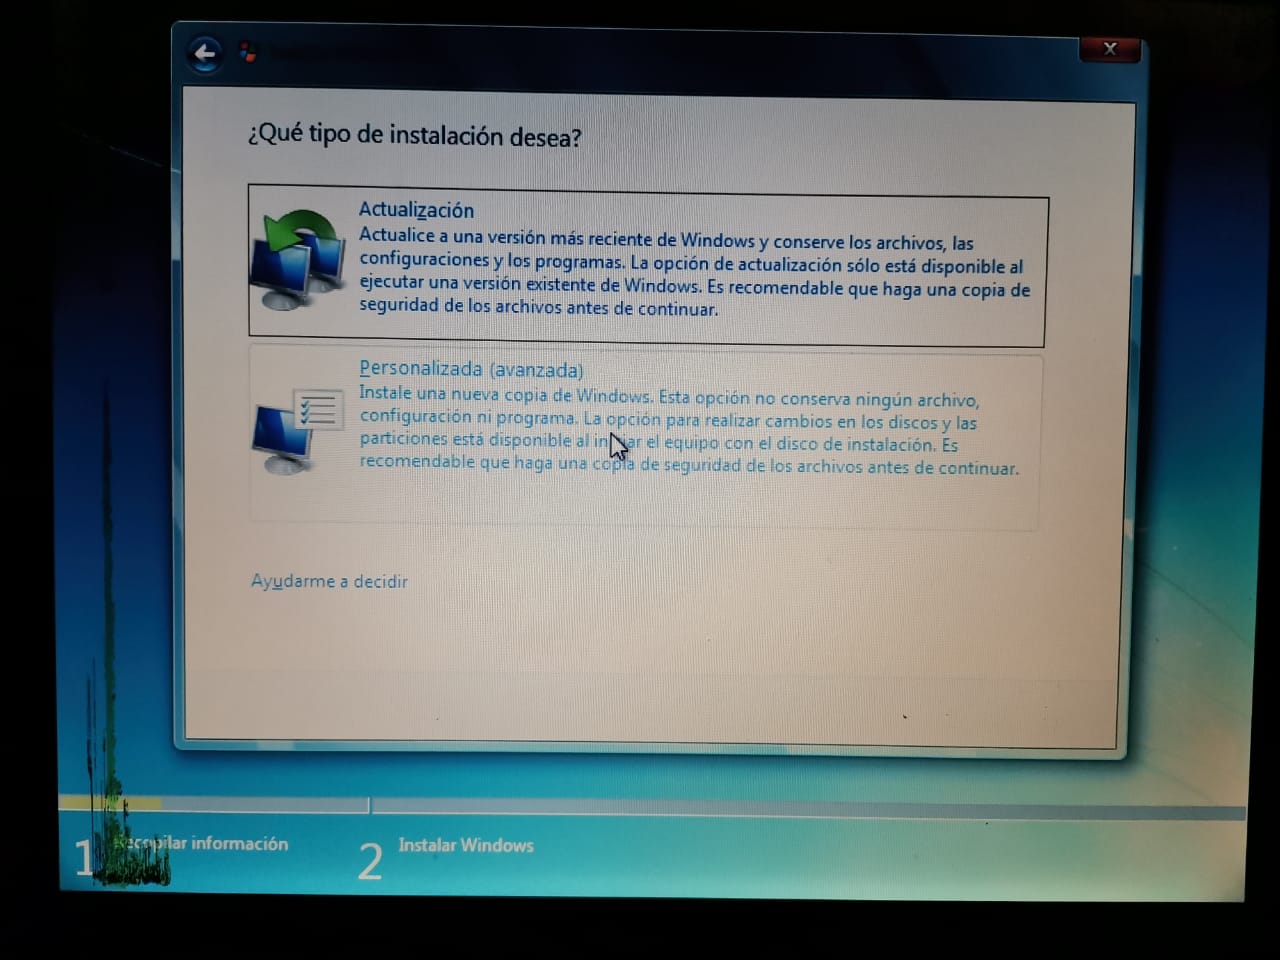 ¿Qué tipo de instalación desea?
Actualización
Actualice a una versión más reciente de Windows y conserve los archivos, las
configuraciones y los programas. La opción de actualización sólo está disponible al
ejecutar una versión existente de Windows. Es recomendable que haga una copia de
seguridad de los archivos antes de continuar.
Personalizada (avanzada)
Instale una nueva copia de Windows. Esta opción no conserva ningún archivo,
configuración ni programa. La opción para realizar cambios en los discos y las
particiones está disponible al iniciar el equipo con el disco de instalación. Es
recomendable que haga una copia de seguridad de los archivos antes de continuar.
Ayudarme a decidir
1 Recopilar información
2 Instalar Windows